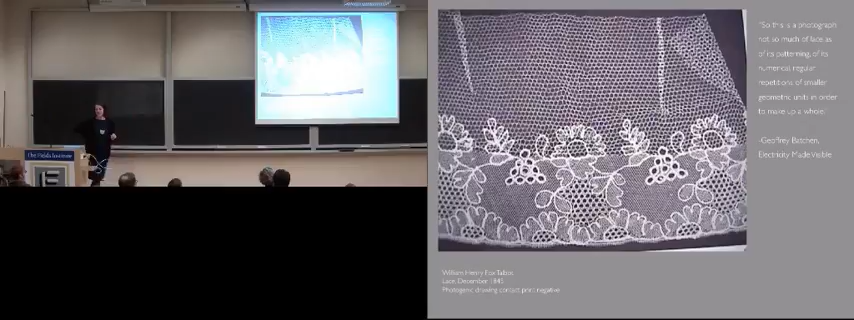 The Fields Institute
"So this is a photograph
not so much of lace as
of its patterning, of its
numerical regular
repetitions of smaller
geometric units in order
to make up a whole."
-Geoffrey Batchen,
Electricity Made Visible
William Henry Fox Talbot
Lace, December 1845
Photogenic drawing contact print negative